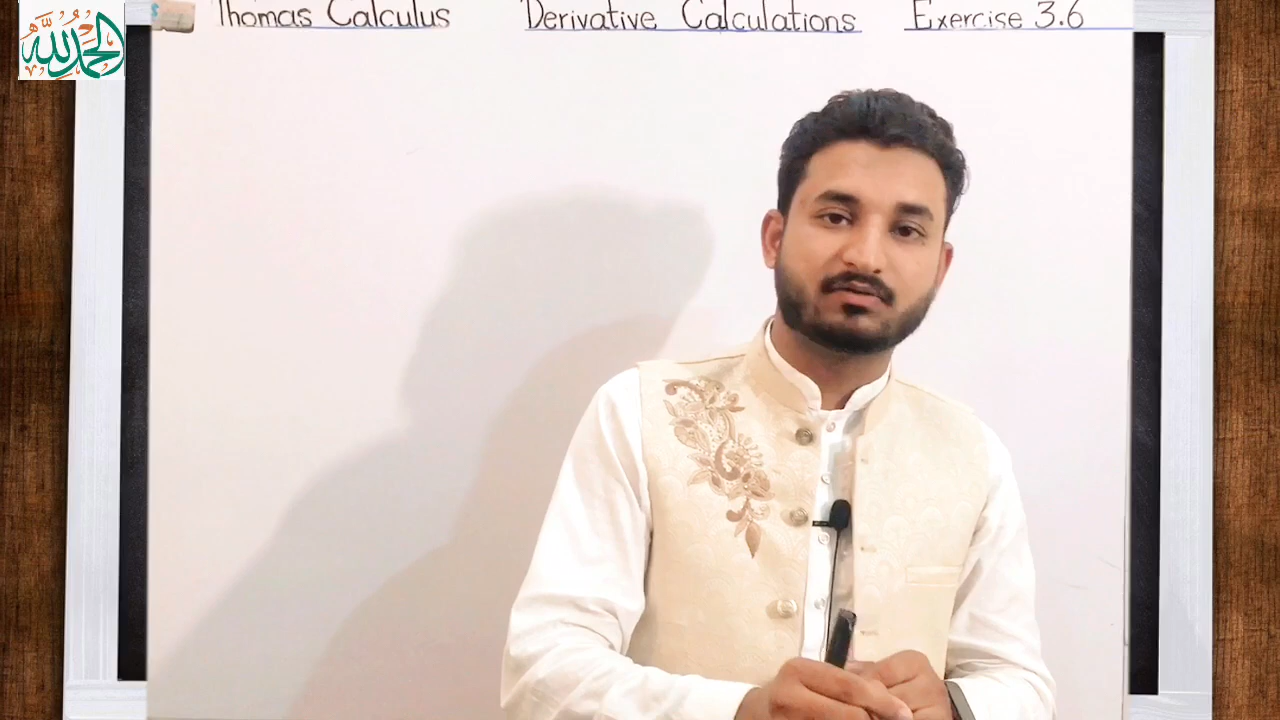 الحمد لله
Thomas Calculus Derivative Calculations Exercise 3.6